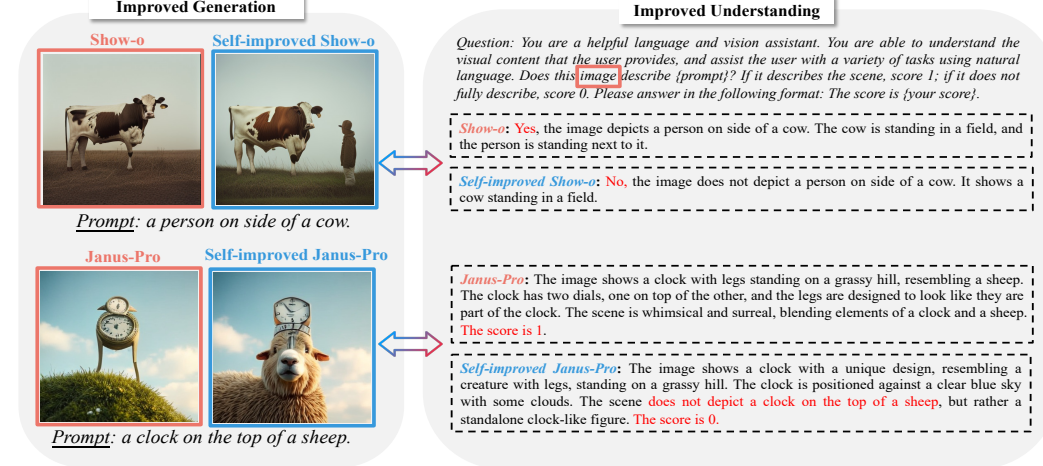 Improved Generation
Show-o
Self-improved Show-o
Prompt: a person on side of a cow.
Janus-Pro
Self-improved Janus-Pro
Prompt: a clock on the top of a sheep.
Improved Understanding
Question: You are a helpful language and vision assistant. You are able to understand the
visual content that the user provides, and assist the user with a variety of tasks using natural
language. Does this image describe {prompt}? If it describes the scene, score 1; if it does not
fully describe, score 0. Please answer in the following format: The score is {your score}.
Show-o: Yes, the image depicts a person on side of a cow. The cow is standing in a field, and
the person is standing next to it.
Self-improved Show-o: No, the image does not depict a person on side of a cow. It shows a
cow standing in a field.
Janus-Pro: The image shows a clock with legs standing on a grassy hill, resembling a sheep.
The clock has two dials, one on top of the other, and the legs are designed to look like they are
part of the clock. The scene is whimsical and surreal, blending elements of a clock and a sheep.
The score is 1.
Self-improved Janus-Pro: The image shows a clock with a unique design, resembling a
creature with legs, standing on a grassy hill. The clock is positioned against a clear blue sky
with some clouds. The scene does not depict a clock on the top of a sheep, but rather a
standalone clock-like figure. The score is 0.